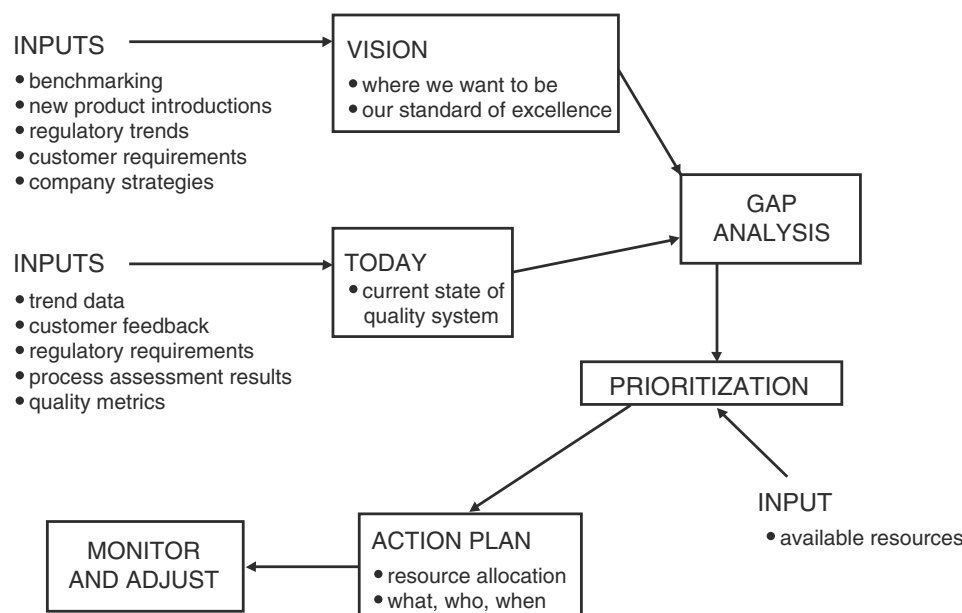 INPUTS
• benchmarking
• new product introductions
• regulatory trends
• customer requirements
• company strategies
VISION
• where we want to be
• our standard of excellence
GAP
ANALYSIS
INPUTS
• trend data
• customer feedback
• regulatory requirements
• process assessment results
• quality metrics
TODAY
• current state of
quality system
PRIORITIZATION
INPUT
• available resources
ACTION PLAN
• resource allocation
• what, who, when
MONITOR
AND ADJUST